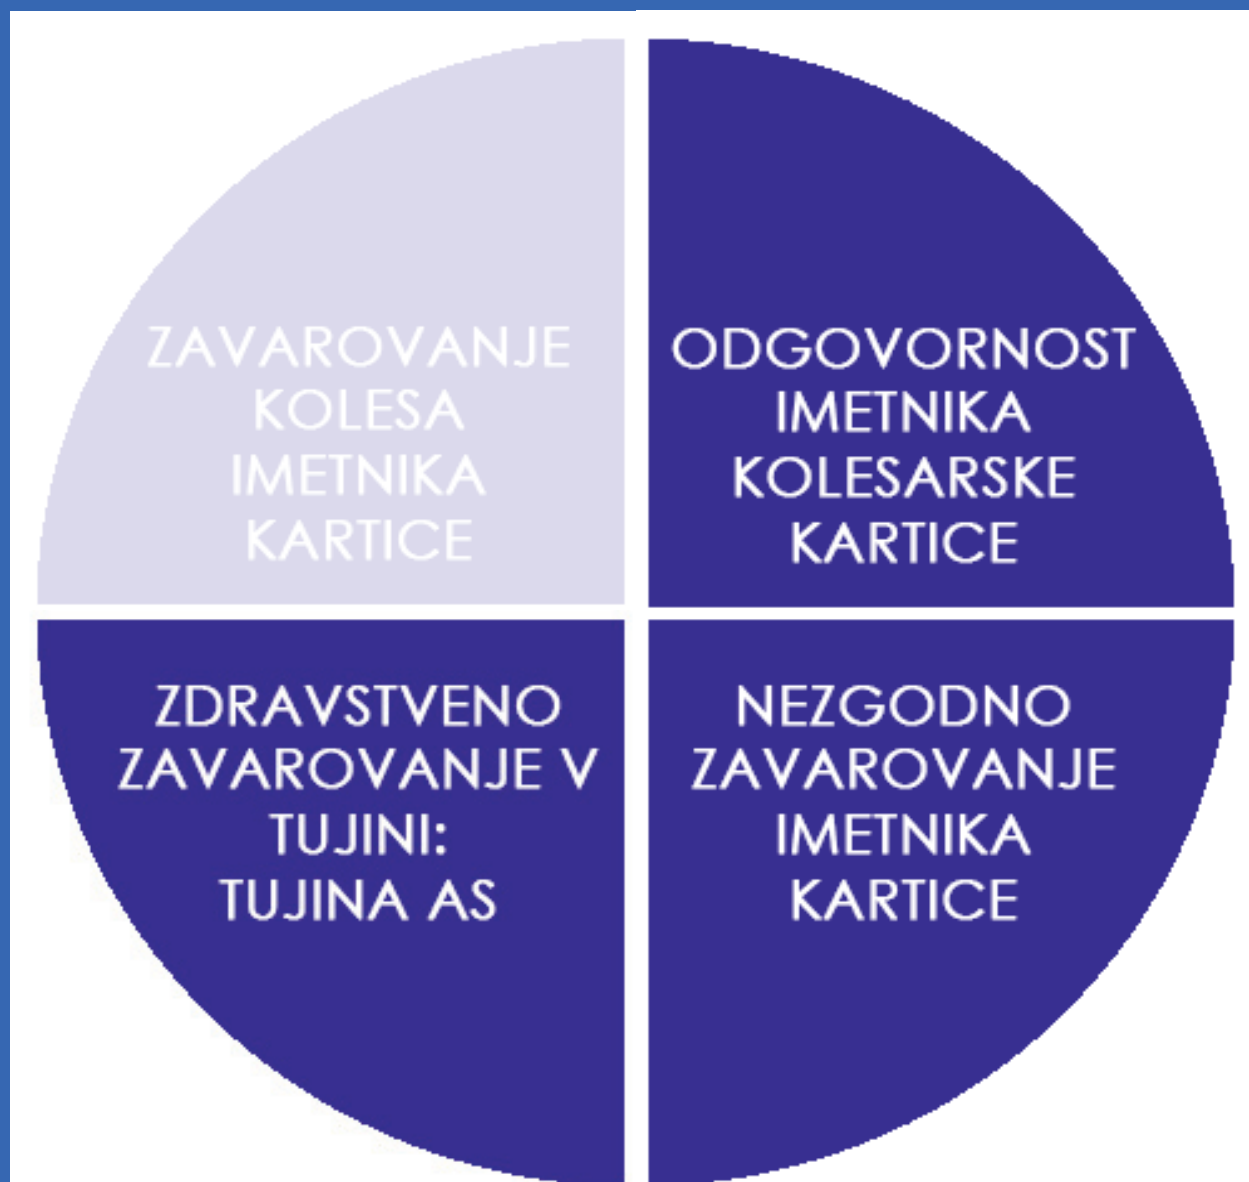 ZAVAROVANJE
KOLESA
IMETNIKA
KARTICE
ODGOVORNOST
IMETNIKA
KOLESARSKE
KARTICE
ZDRAVSTVENO
ZAVAROVANJE V
TUJINI:
TUJINA AS
NEZGODNO
ZAVAROVANJE
IMETNIKA
KARTICE